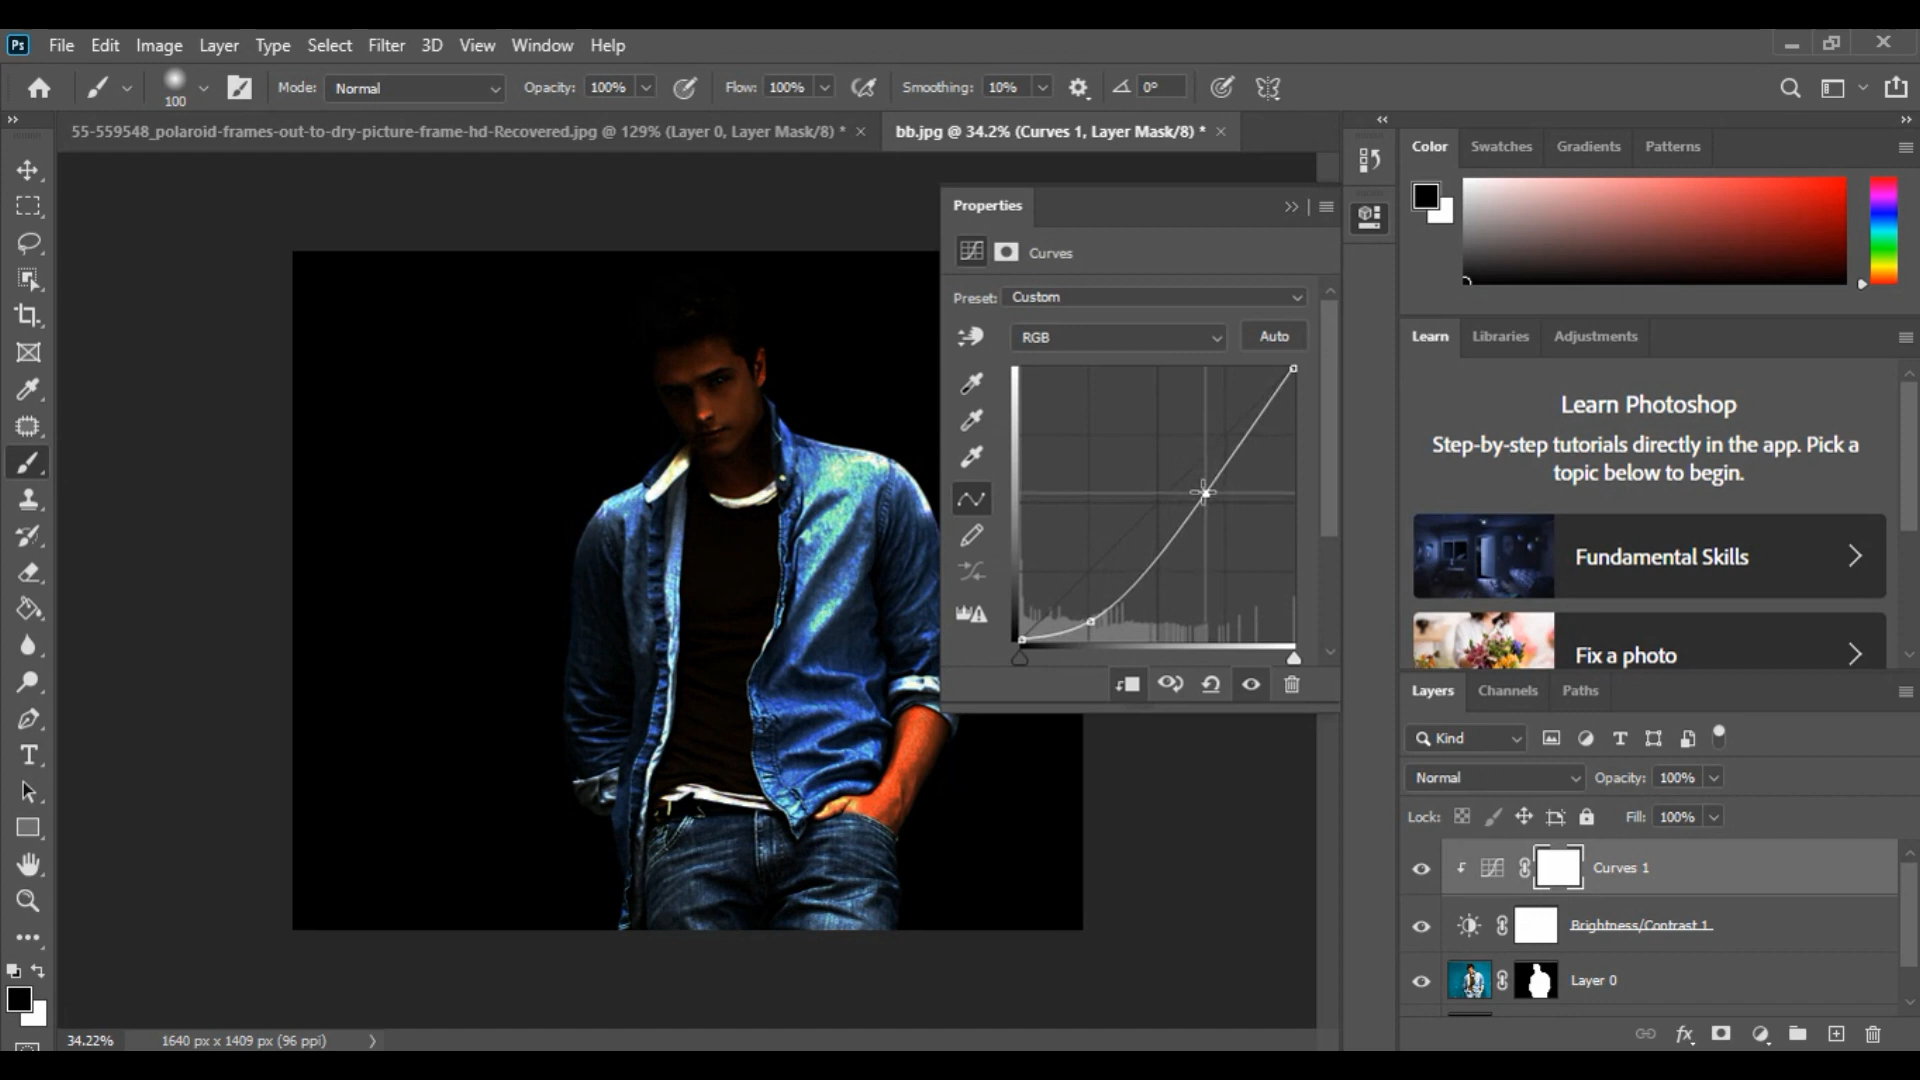 Ps File Edit Image Layer Type Select Filter 3D View Window Help
100 Mode: Normal Opacity: 100% Flow: 100% Smoothing: 10% 0°
55-559548_polaroid-frames-out-to-dry-picture-frame-hd-Recovered.jpg @ 129% (Layer 0, Layer Mask/8) * × bb.jpg @ 34.2% (Curves 1, Layer Mask/8) * ×
Color Swatches Gradients Patterns
Properties
Curves
Preset: Custom
RGB Auto
Learn Libraries Adjustments
Learn Photoshop
Step-by-step tutorials directly in the app. Pick a
topic below to begin.
Fundamental Skills
Fix a photo
Layers Channels Paths
Kind
Normal Opacity: 100%
Lock: Fill: 100%
Curves 1
Brightness/Contrast 1
Layer 0
T
34.22% 1640 px x 1409 px (96 ppi)
fx